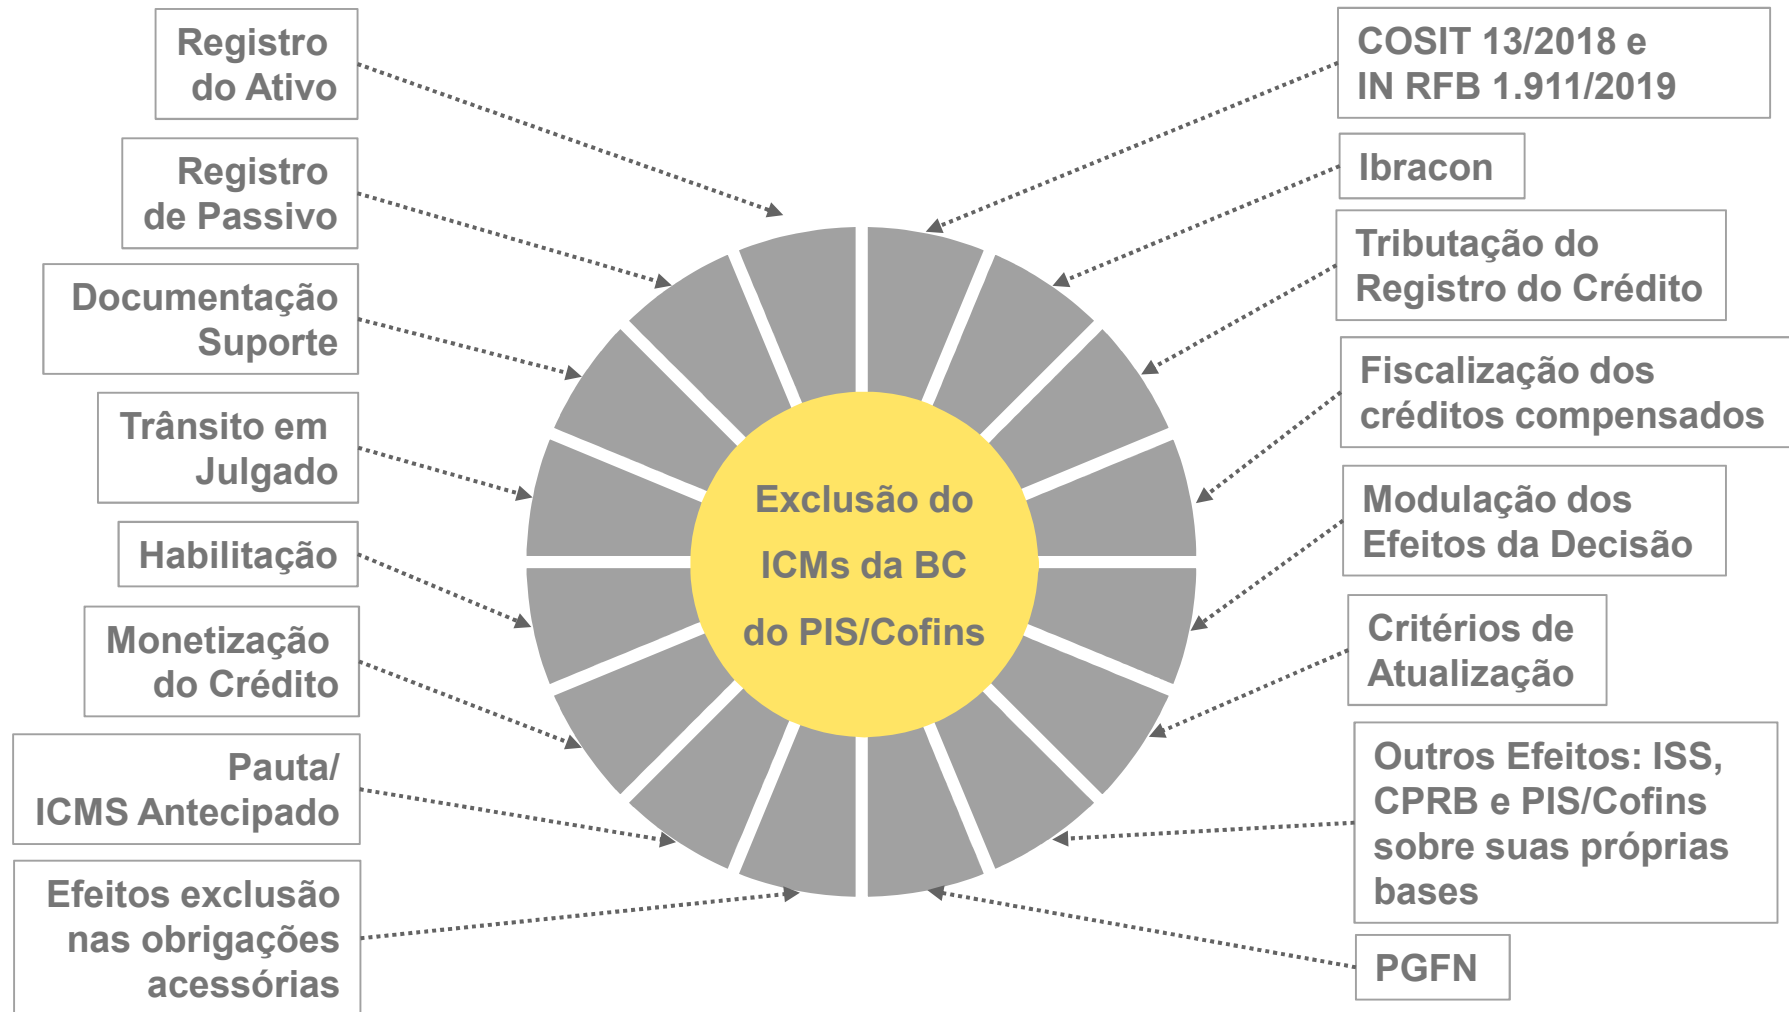 Registro
do Ativo
Registro
de Passivo
Documentação
Suporte
Trânsito em
Julgado
Habilitação
Monetização
do Crédito
Pauta/
ICMS Antecipado
Efeitos exclusão
nas obrigações
acessórias
Exclusão do
ICMs da BC
do PIS/Cofins
COSIT 13/2018 e
IN RFB 1.911/2019
Ibracon
Tributação do
Registro do Crédito
Fiscalização dos
créditos compensados
Modulação dos
Efeitos da Decisão
Critérios de
Atualização
Outros Efeitos: ISS,
CPRB e PIS/Cofins
sobre suas próprias
bases
PGFN